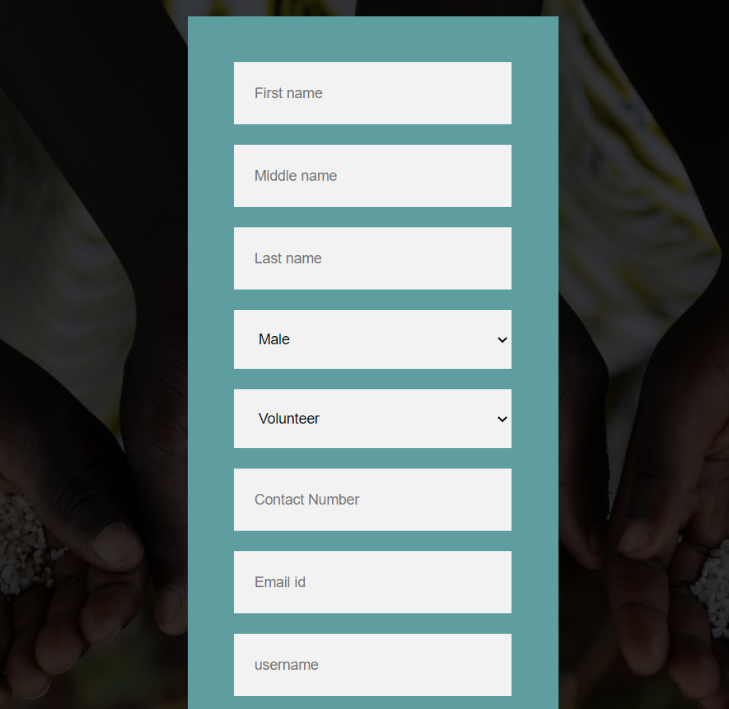 First name
Middle name
Last name
Male
Volunteer
Contact Number
Email id
username